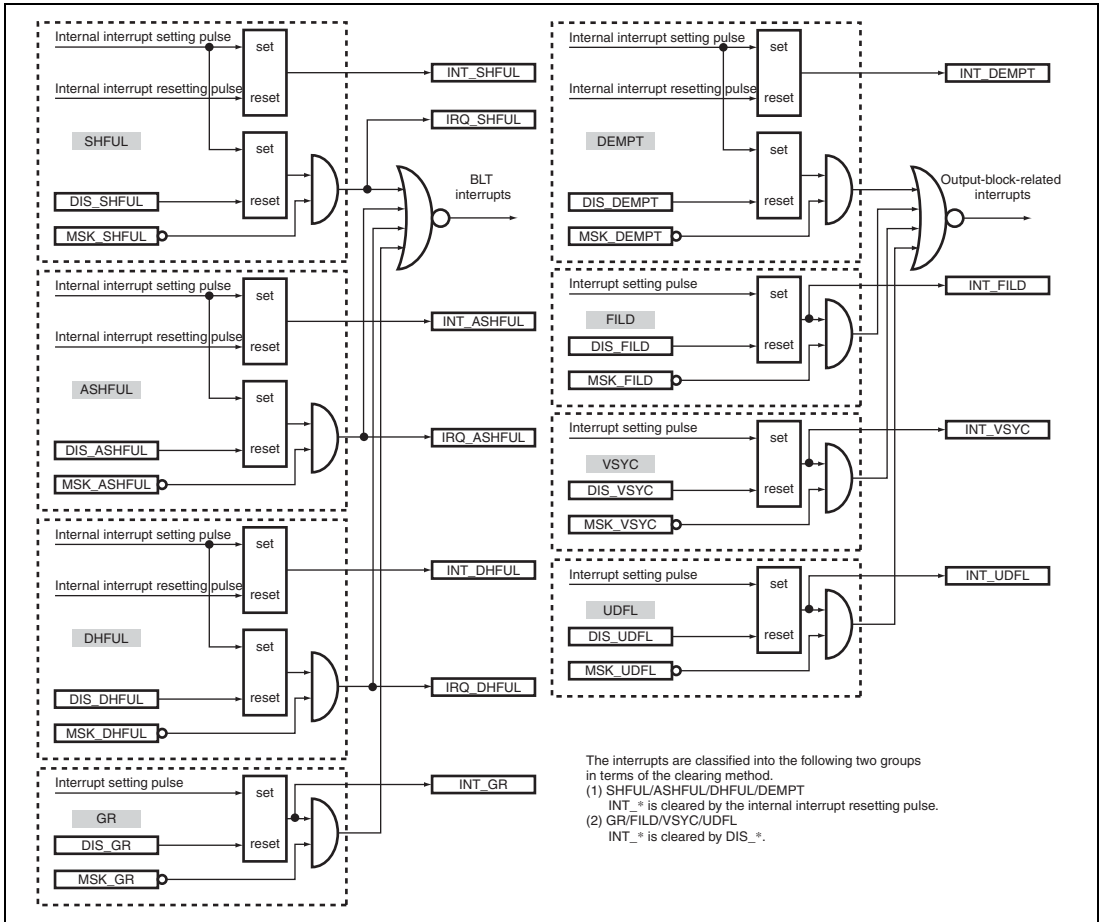 Internal interrupt setting pulse
set
INT_SHFUL
Internal interrupt resetting pulse
reset
IRQ_SHFUL
SHFUL
set
DIS_SHFUL
reset
MSK_SHFUL
BLT
interrupts
Internal interrupt setting pulse
set
INT_ASHFUL
Internal interrupt resetting pulse
reset
ASHFUL
set
DIS_ASHFUL
reset
IRQ_ASHFUL
MSK_ASHFUL
Internal interrupt setting pulse
set
INT_DHFUL
Internal interrupt resetting pulse
reset
DHFUL
set
DIS_DHFUL
reset
IRQ_DHFUL
MSK_DHFUL
Interrupt setting pulse
set
INT_GR
GR
DIS_GR
reset
MSK_GR
Internal interrupt setting pulse
set
INT_DEMPT
Internal interrupt resetting pulse
reset
DEMPT
set
DIS_DEMPT
reset
MSK_DEMPT
Output-block-related
interrupts
Interrupt setting pulse
set
INT_FILD
FILD
DIS_FILD
reset
MSK_FILD
Interrupt setting pulse
set
INT_VSYC
VSYC
DIS_VSYC
reset
MSK_VSYC
Interrupt setting pulse
set
INT_UDFL
UDFL
DIS_UDFL
reset
MSK_UDFL
The interrupts are classified into the following two groups
in terms of the clearing method.
(1) SHFUL/ASHFUL/DHFUL/DEMPT
INT_* is cleared by the internal interrupt resetting pulse.
(2) GR/FILD/VSYC/UDFL
INT_* is cleared by DIS_*.